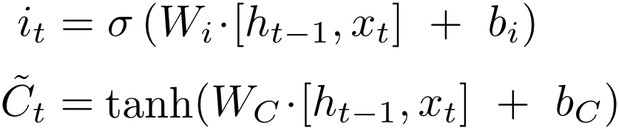 i_t = σ (W_i·[h_{t−1}, x_t] + b_i)
C̃_t = tanh(W_C·[h_{t−1}, x_t] + b_C)